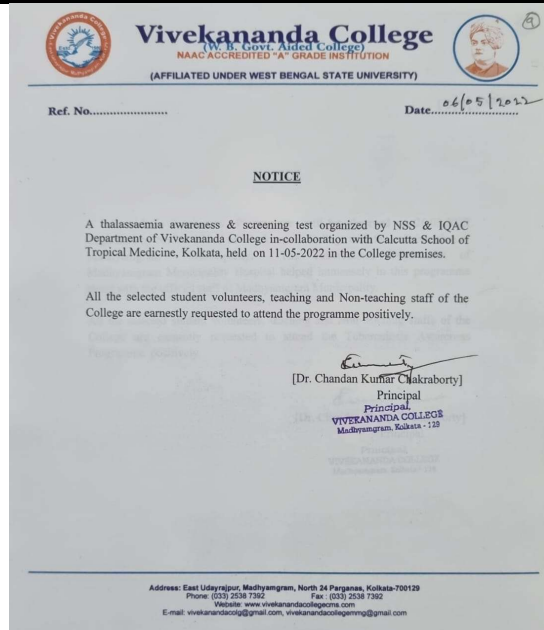 Vivekananda College
(W. B. Govt. Aided College)
NAAC ACCREDITED "A" GRADE INSTITUTION
(AFFILIATED UNDER WEST BENGAL STATE UNIVERSITY)
Ref. No.......................
Date..........................
06/05/2022
NOTICE
A thalassaemia awareness & screening test organized by NSS & IQAC
Department of Vivekananda College in-collaboration with Calcutta School of
Tropical Medicine, Kolkata, held on 11-05-2022 in the College premises.
All the selected student volunteers, teaching and Non-teaching staff of the
College are earnestly requested to attend the programme positively.
[Dr. Chandan Kumar Chakraborty]
Principal
Principal,
VIVEKANANDA COLLEGE
Madhyamgram, Kolkata - 129
Address: East Udayrajpur, Madhyamgram, North 24 Parganas, Kolkata-700129
Phone: (033) 2538 7392 Fax : (033) 2538 7392
Website: www.vivekanandacollegecms.com
E-mail: vivekanandacolg@gmail.com, vivekanandacollegemmg@gmail.com